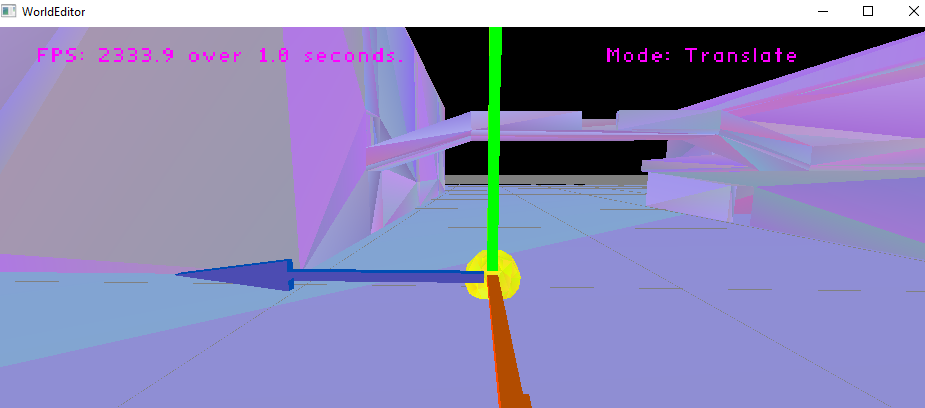 WorldEditor
FPS: 2333.9 over 1.0 seconds.
Mode: Translate